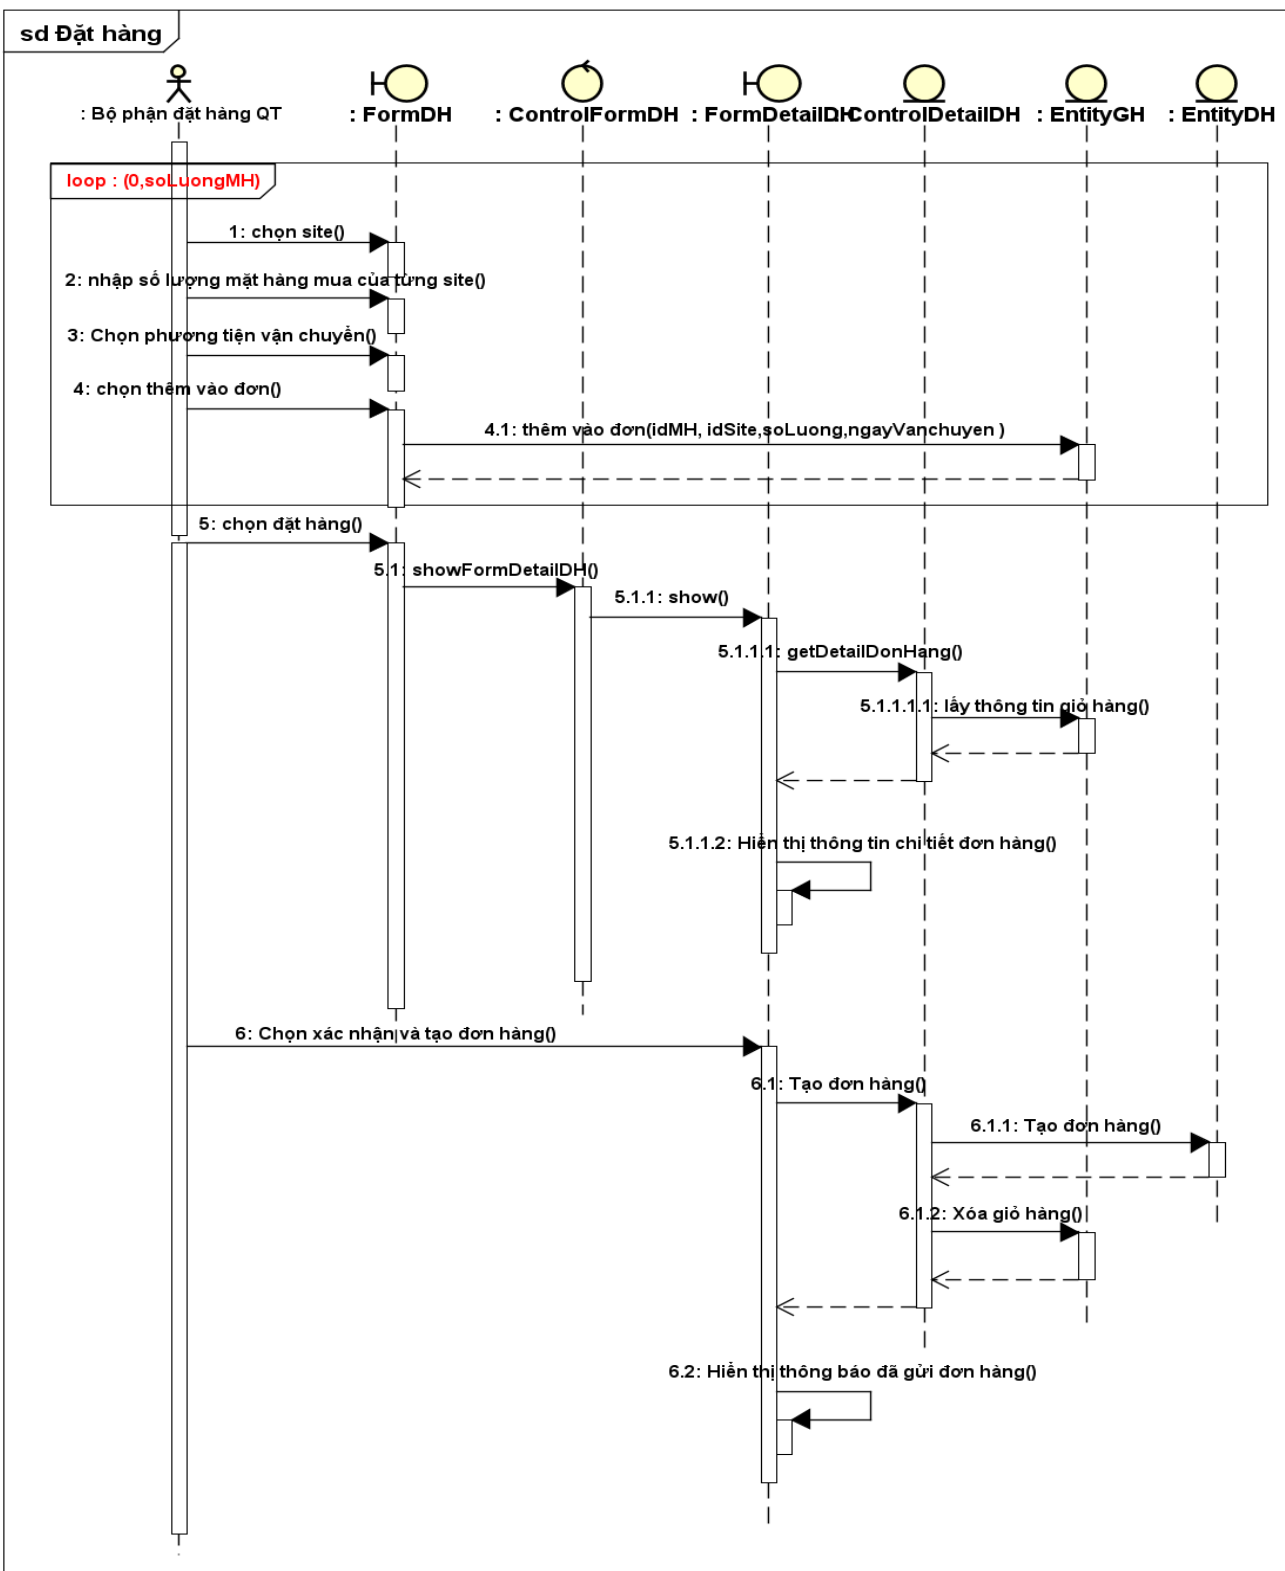 sd Đặt hàng
: Bộ phận đặt hàng QT
: FormDH
: ControlFormDH
: FormDetailDH
ControlDetailDH
: EntityGH
: EntityDH
loop : (0,soLuongMH)
1: chọn site()
2: nhập số lượng mặt hàng mua của từng site()
3: Chọn phương tiện vận chuyển()
4: chọn thêm vào đơn()
4.1: thêm vào đơn(idMH, idSite,soLuong,ngayVanchuyen )
5: chọn đặt hàng()
5.1: showFormDetailDH()
5.1.1: show()
5.1.1.1: getDetailDonHang()
5.1.1.1.1: lấy thông tin giỏ hàng()
5.1.1.2: Hiển thị thông tin chi tiết đơn hàng()
6: Chọn xác nhận và tạo đơn hàng()
6.1: Tạo đơn hàng()
6.1.1: Tạo đơn hàng()
6.1.2: Xóa giỏ hàng()
6.2: Hiển thị thông báo đã gửi đơn hàng()